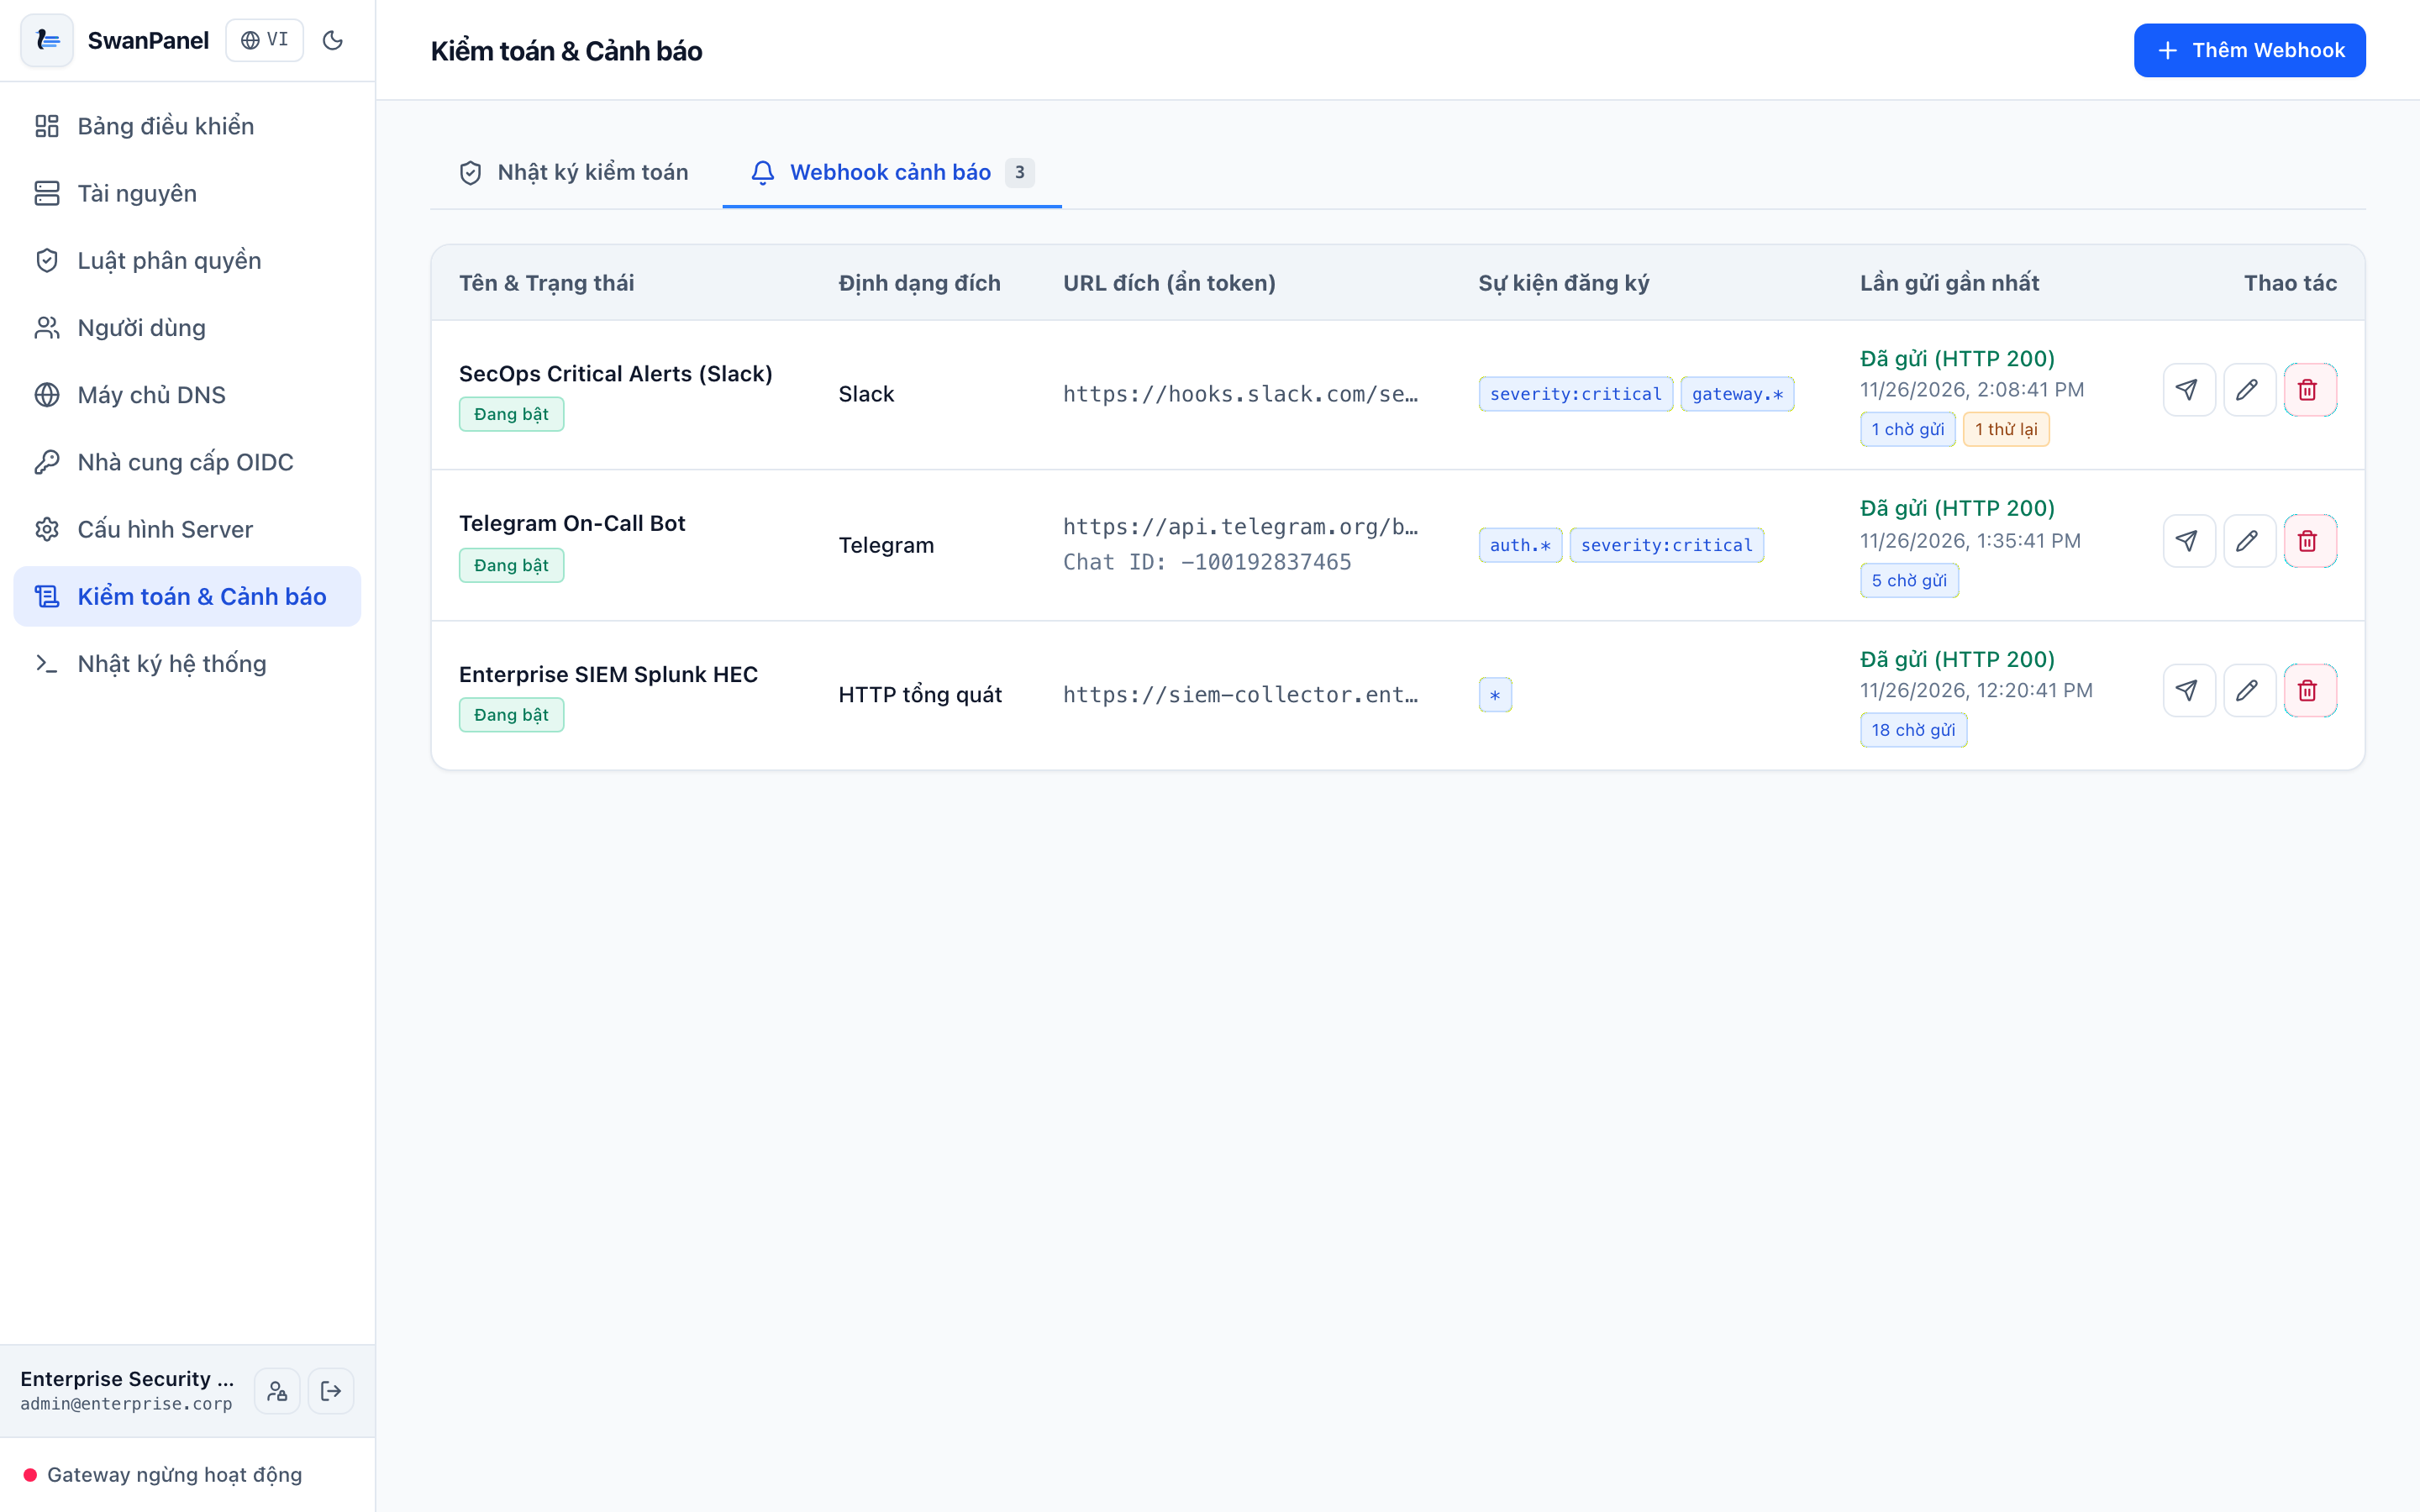 SwanPanel
VI
Bảng điều khiển
Tài nguyên
Luật phân quyền
Người dùng
Máy chủ DNS
Nhà cung cấp OIDC
Cấu hình Server
Kiểm toán & Cảnh báo
Nhật ký hệ thống
Enterprise Security ...
admin@enterprise.corp
Gateway ngừng hoạt động
Kiểm toán & Cảnh báo
Thêm Webhook
Nhật ký kiểm toán
Webhook cảnh báo 3
Tên & Trạng thái Định dạng đích URL đích (ẩn token) Sự kiện đăng ký Lần gửi gần nhất Thao tác
SecOps Critical Alerts (Slack)
Đang bật
Slack
https://hooks.slack.com/se…
severity:critical gateway.*
Đã gửi (HTTP 200)
11/26/2026, 2:08:41 PM
1 chờ gửi 1 thử lại
Telegram On-Call Bot
Đang bật
Telegram
https://api.telegram.org/b…
Chat ID: -100192837465
auth.* severity:critical
Đã gửi (HTTP 200)
11/26/2026, 1:35:41 PM
5 chờ gửi
Enterprise SIEM Splunk HEC
Đang bật
HTTP tổng quát
https://siem-collector.ent…
*
Đã gửi (HTTP 200)
11/26/2026, 12:20:41 PM
18 chờ gửi